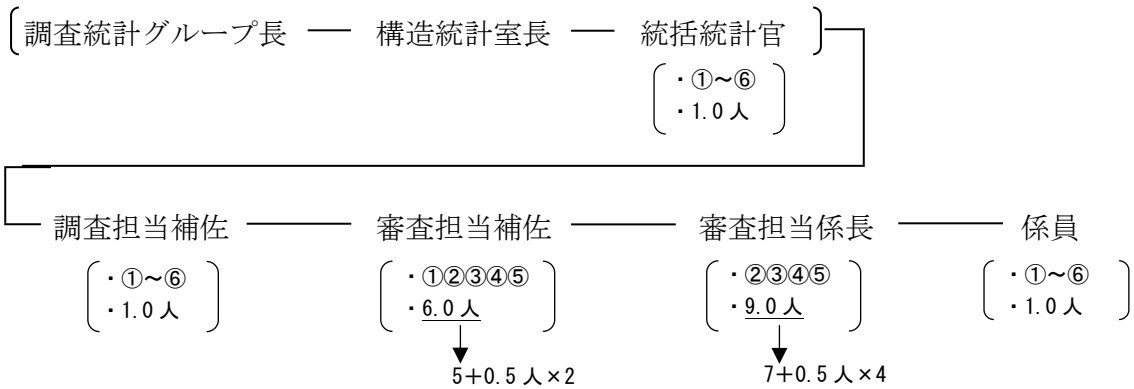 調査統計グループ長 ― 構造統計室長 ― 統括統計官
・①~⑥
・1.0人
調査担当補佐 ― 審査担当補佐 ― 審査担当係長 ― 係員
・①~⑥ ・①②③④⑤ ・②③④⑤ ・①~⑥
・1.0人 ・6.0人 ・9.0人 ・1.0人
5+0.5人×2 7+0.5人×4